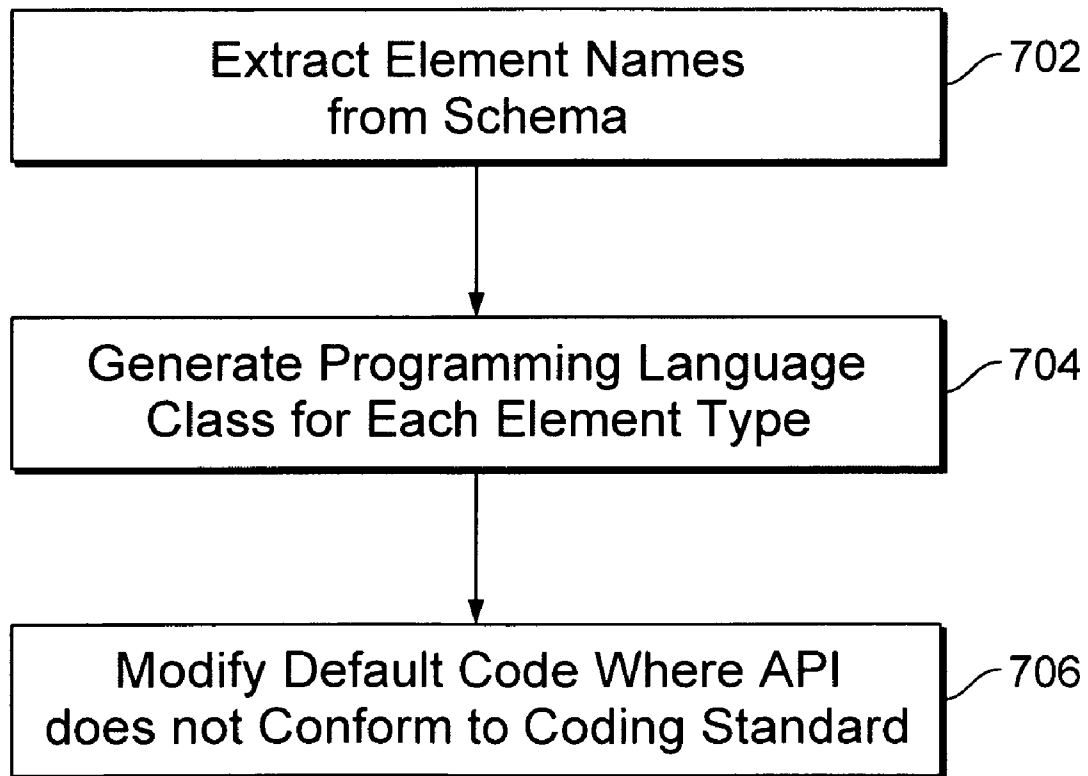 Extract Element Names
from Schema
702
Generate Programming Language
Class for Each Element Type
704
Modify Default Code Where API
does not Conform to Coding Standard
706